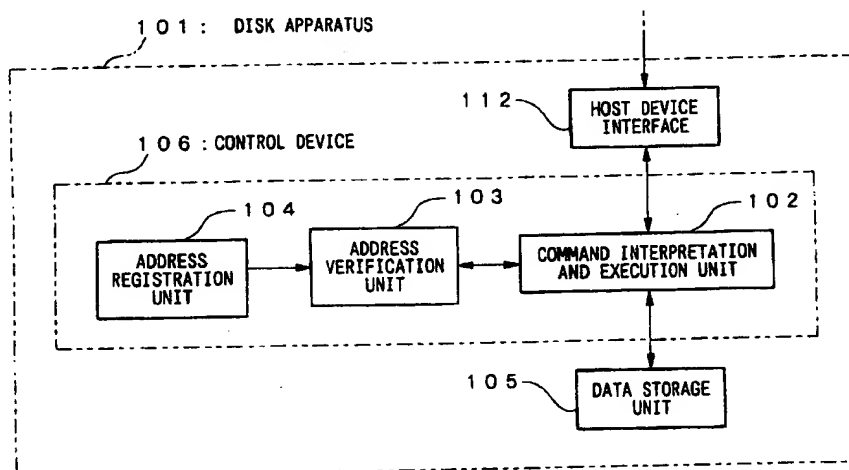 101: DISK APPARATUS
112
HOST DEVICE
INTERFACE
106: CONTROL DEVICE
104
103
102
ADDRESS
REGISTRATION
UNIT
ADDRESS
VERIFICATION
UNIT
COMMAND INTERPRETATION
AND EXECUTION UNIT
105
DATA STORAGE
UNIT